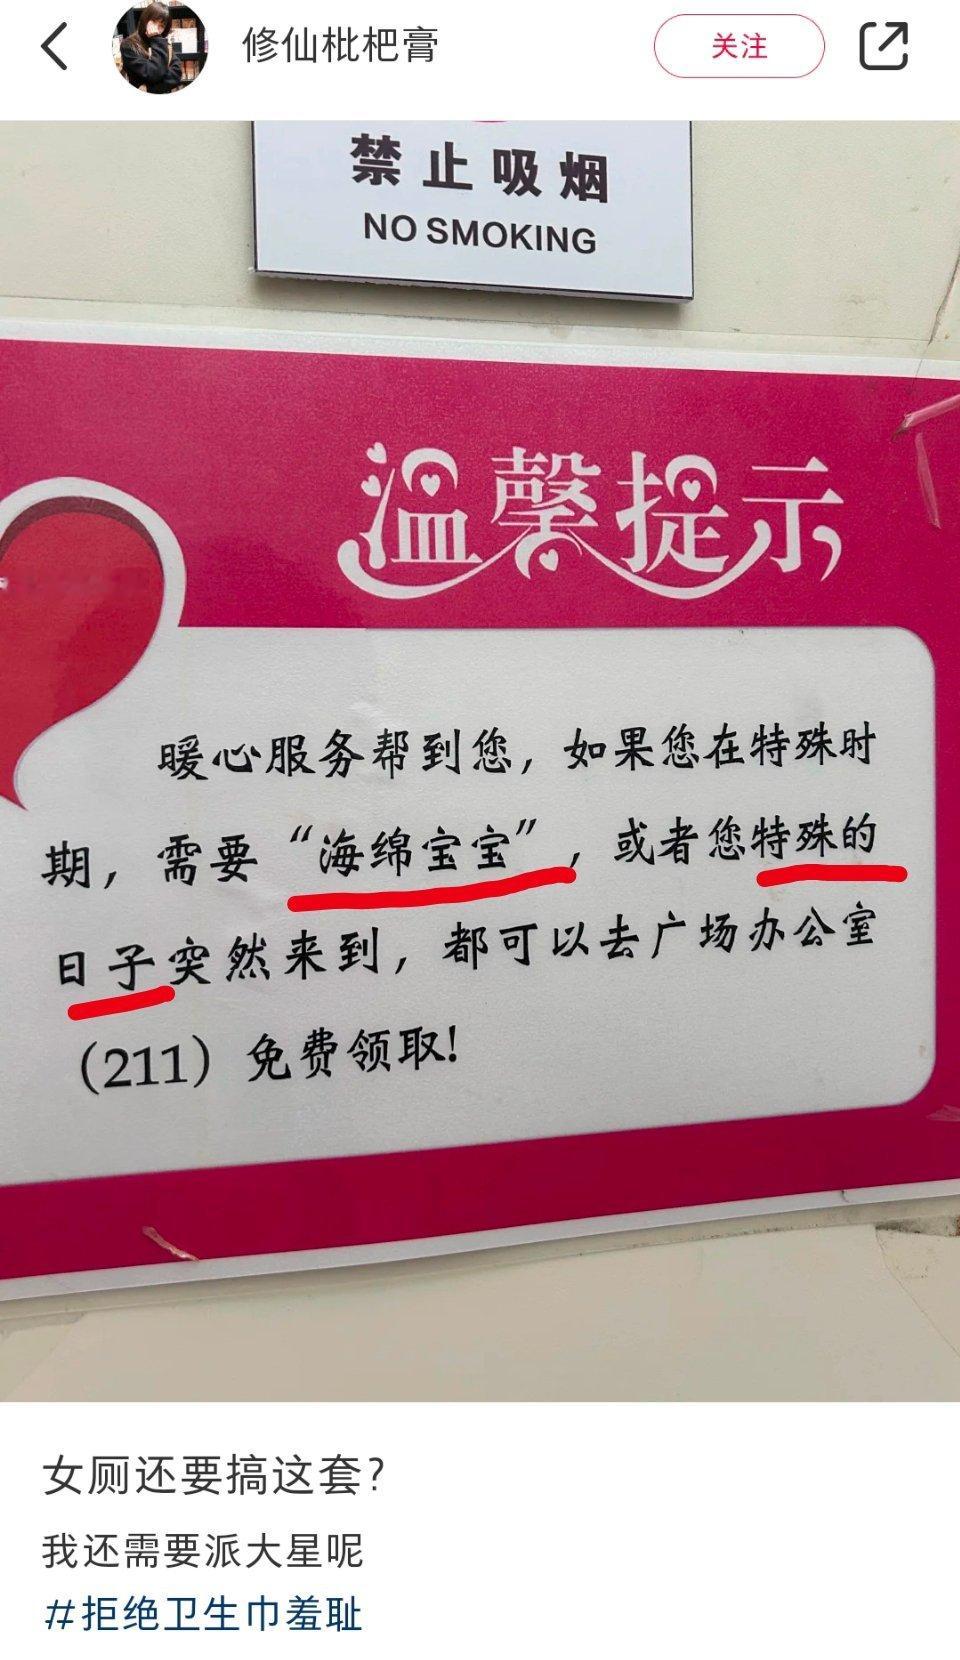 修仙枇杷膏
关注
禁止吸烟
NO SMOKING
温馨提示
暖心服务帮到您，如果您在特殊时
期，需要“海绵宝宝”，或者您特殊的
日子突然来到，都可以去广场办公室
（211）免费领取!
女厕还要搞这套?
我还需要派大星呢
#拒绝卫生巾羞耻